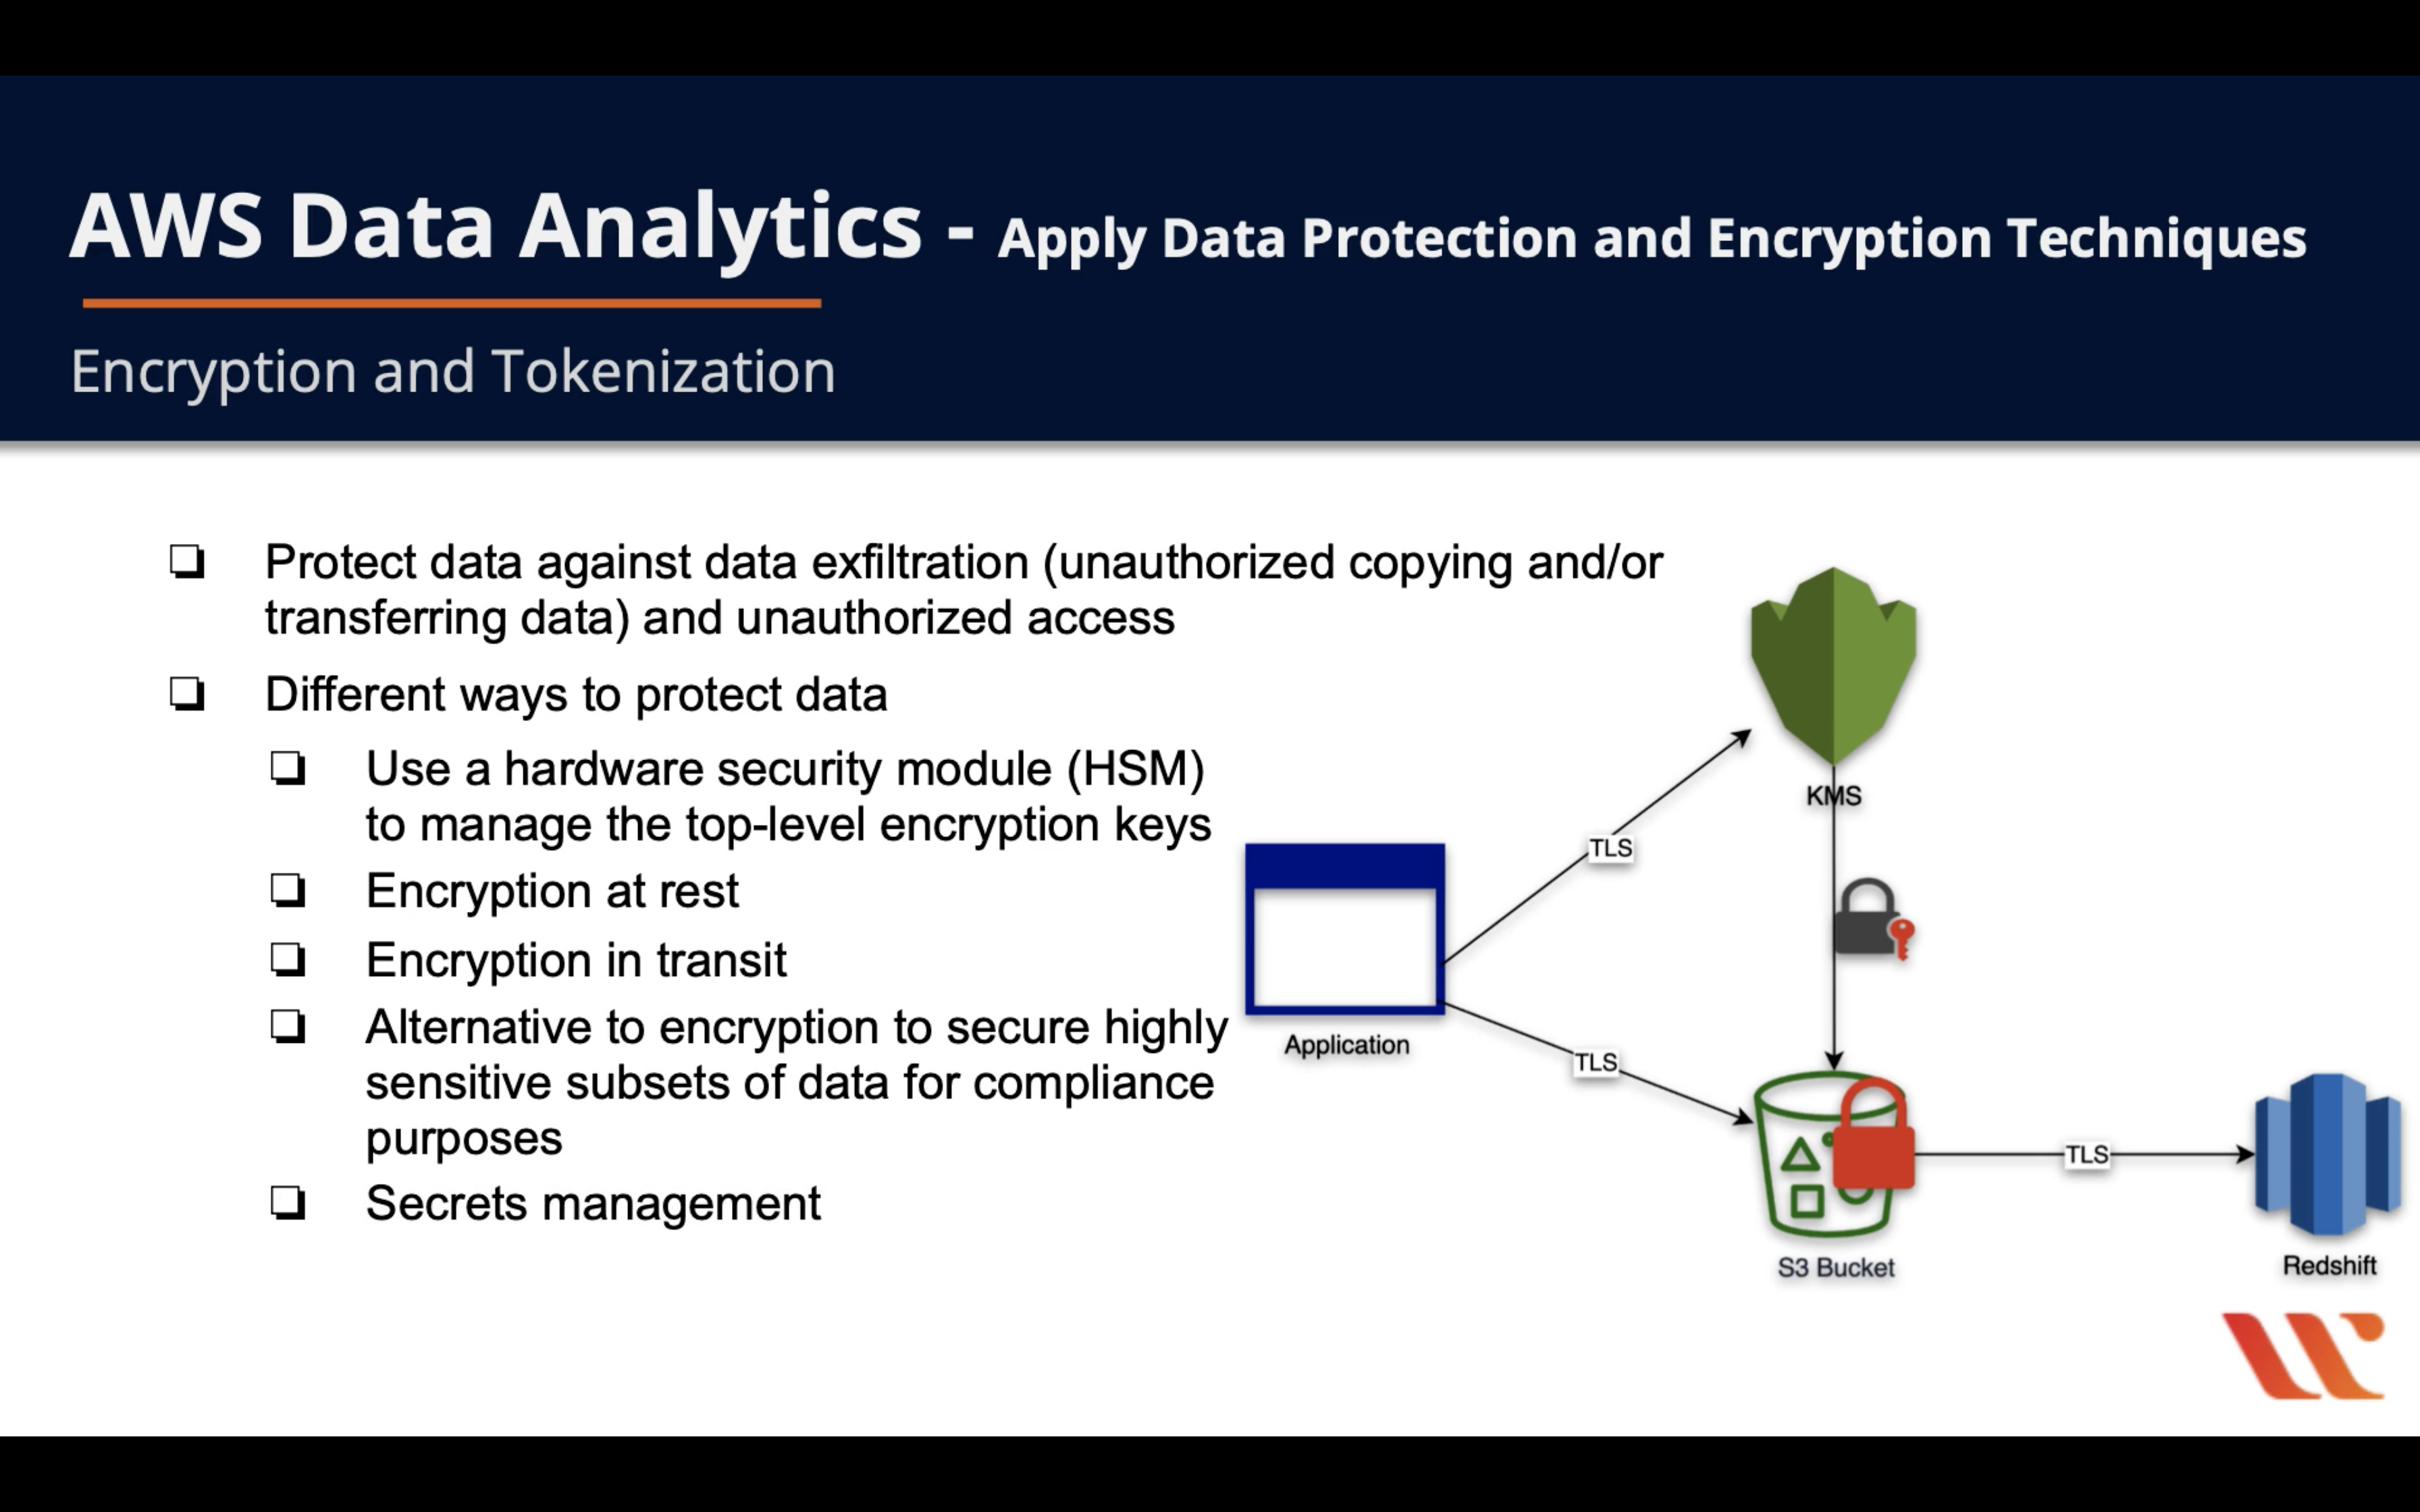 AWS Data Analytics - Apply Data Protection and Encryption Techniques
Encryption and Tokenization
Protect data against data exfiltration (unauthorized copying and/or
transferring data) and unauthorized access
Different ways to protect data
Use a hardware security module (HSM)
to manage the top-level encryption keys
Encryption at rest
Encryption in transit
Alternative to encryption to secure highly
sensitive subsets of data for compliance
purposes
Secrets management
KMS
TLS
Application
TLS
TLS
S3 Bucket
Redshift